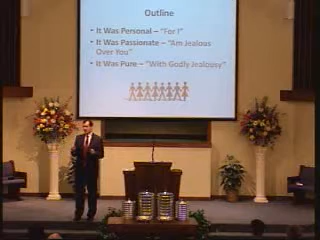 Outline
• It Was Personal – "For I"
• It Was Passionate – "Am Jealous
Over You"
• It Was Pure – "With Godly Jealousy"